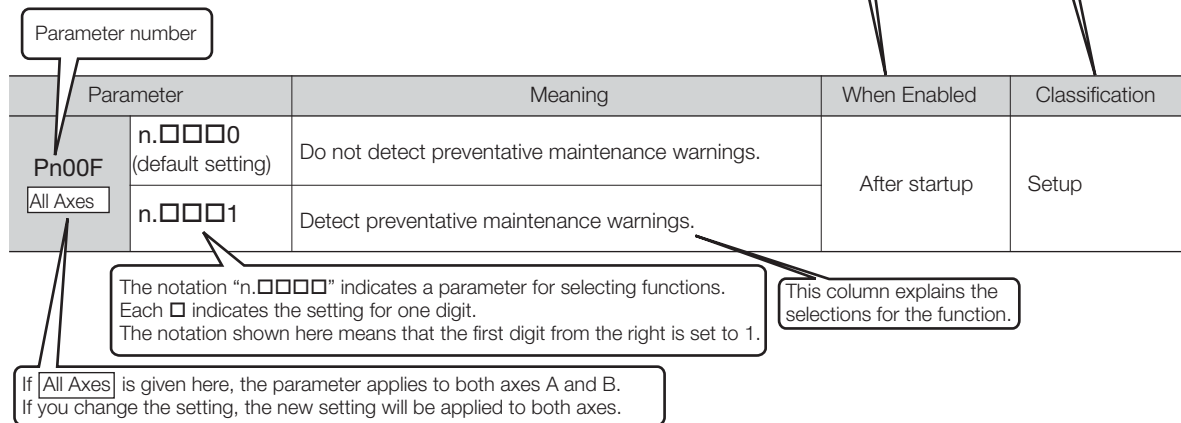 Parameter number
Parameter Meaning When Enabled Classification
Pn00F
All Axes
n.□□□0
(default setting)
Do not detect preventative maintenance warnings.
n.□□□1
Detect preventative maintenance warnings.
After startup
Setup
The notation “n.□□□□” indicates a parameter for selecting functions.
Each □ indicates the setting for one digit.
The notation shown here means that the first digit from the right is set to 1.
This column explains the
selections for the function.
If All Axes is given here, the parameter applies to both axes A and B.
If you change the setting, the new setting will be applied to both axes.